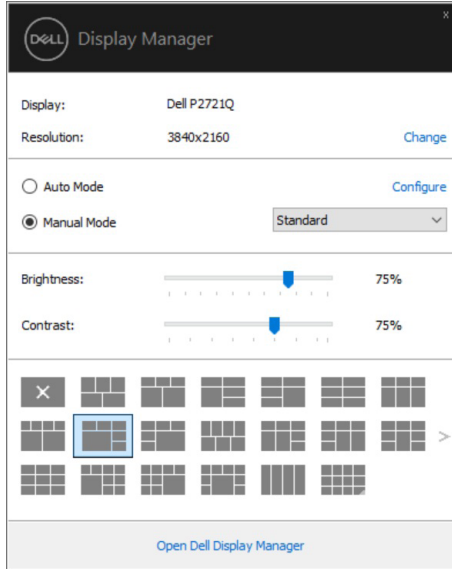 x
DELL Display Manager
Display: Dell P2721Q
Resolution: 3840x2160 Change
Auto Mode Configure
Manual Mode Standard
Brightness: 75%
Contrast: 75%
Open Dell Display Manager